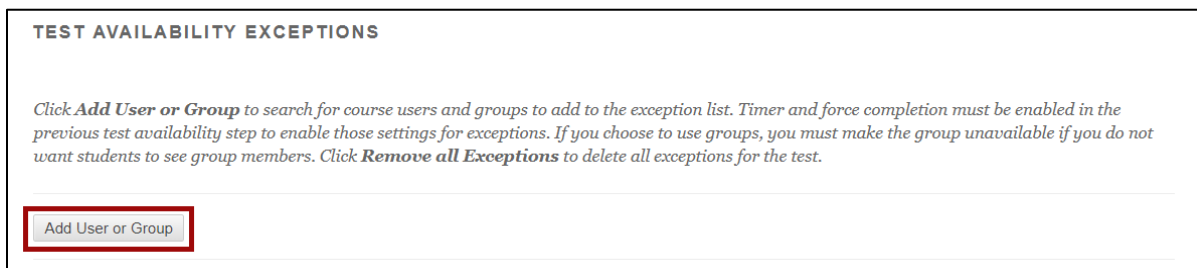 TEST AVAILABILITY EXCEPTIONS
Click Add User or Group to search for course users and groups to add to the exception list. Timer and force completion must be enabled in the
previous test availability step to enable those settings for exceptions. If you choose to use groups, you must make the group unavailable if you do not
want students to see group members. Click Remove all Exceptions to delete all exceptions for the test.
Add User or Group